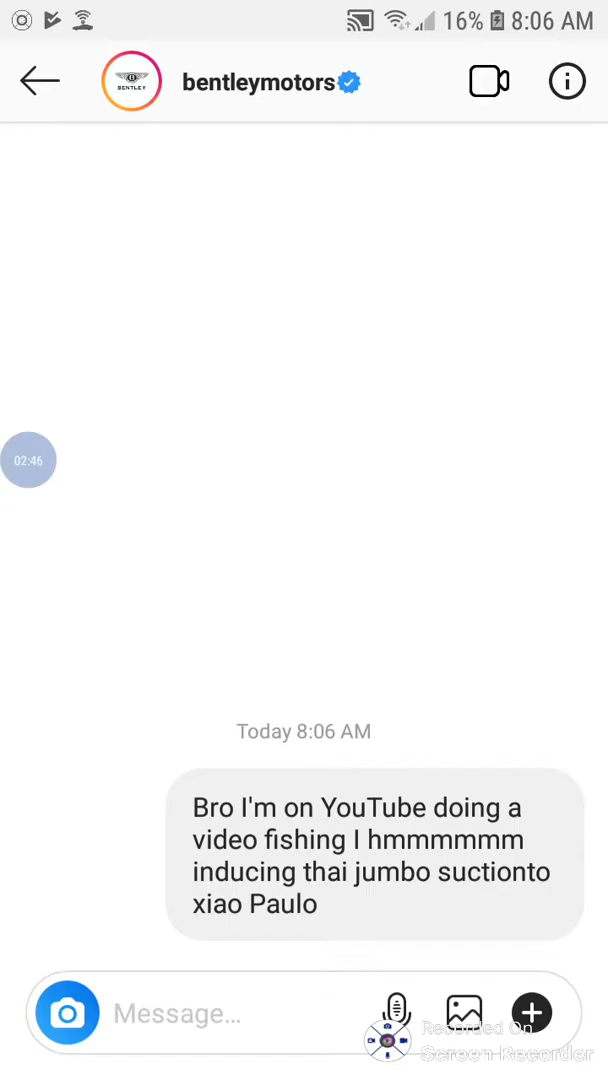 16% 8:06 AM
BENTLEY
bentleymotors
02:46
Today 8:06 AM
Bro I'm on YouTube doing a
video fishing I hmmmmmm
inducing thai jumbo suctionto
xiao Paulo
Message...
Recorded On
Screen Recorder